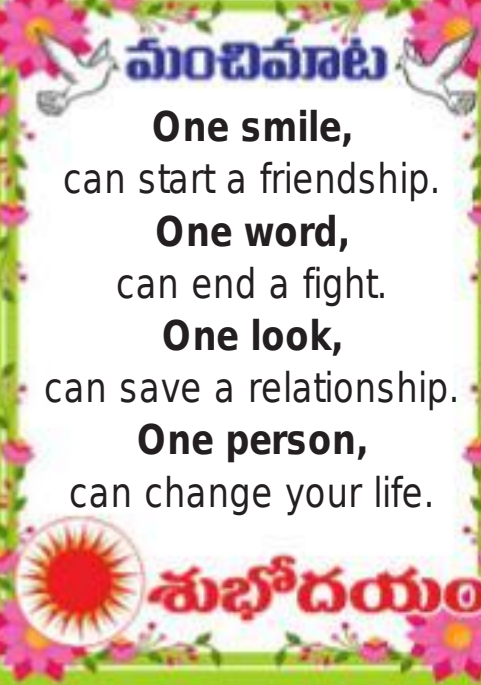 మంచిమాట
One smile,
can start a friendship.
One word,
can end a fight.
One look,
can save a relationship.
One person,
can change your life.
శుభోదయం